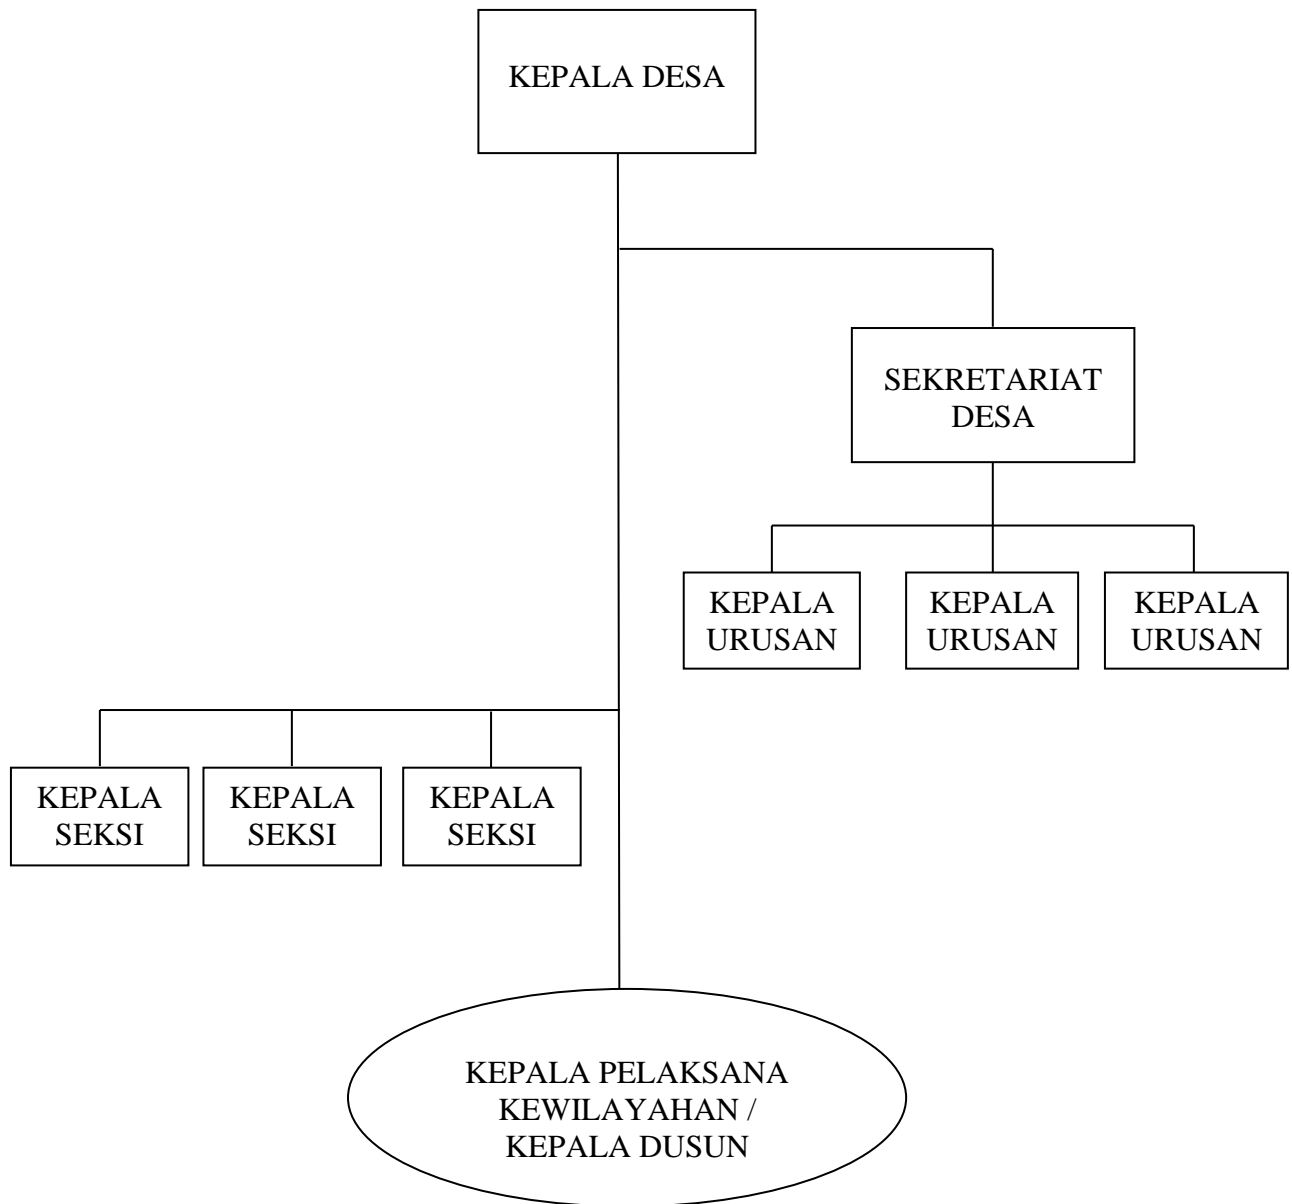 KEPALA DESA
SEKRETARIAT
DESA
KEPALA
URUSAN
KEPALA
URUSAN
KEPALA
URUSAN
KEPALA
SEKSI
KEPALA
SEKSI
KEPALA
SEKSI
KEPALA PELAKSANA
KEWILAYAHAN /
KEPALA DUSUN